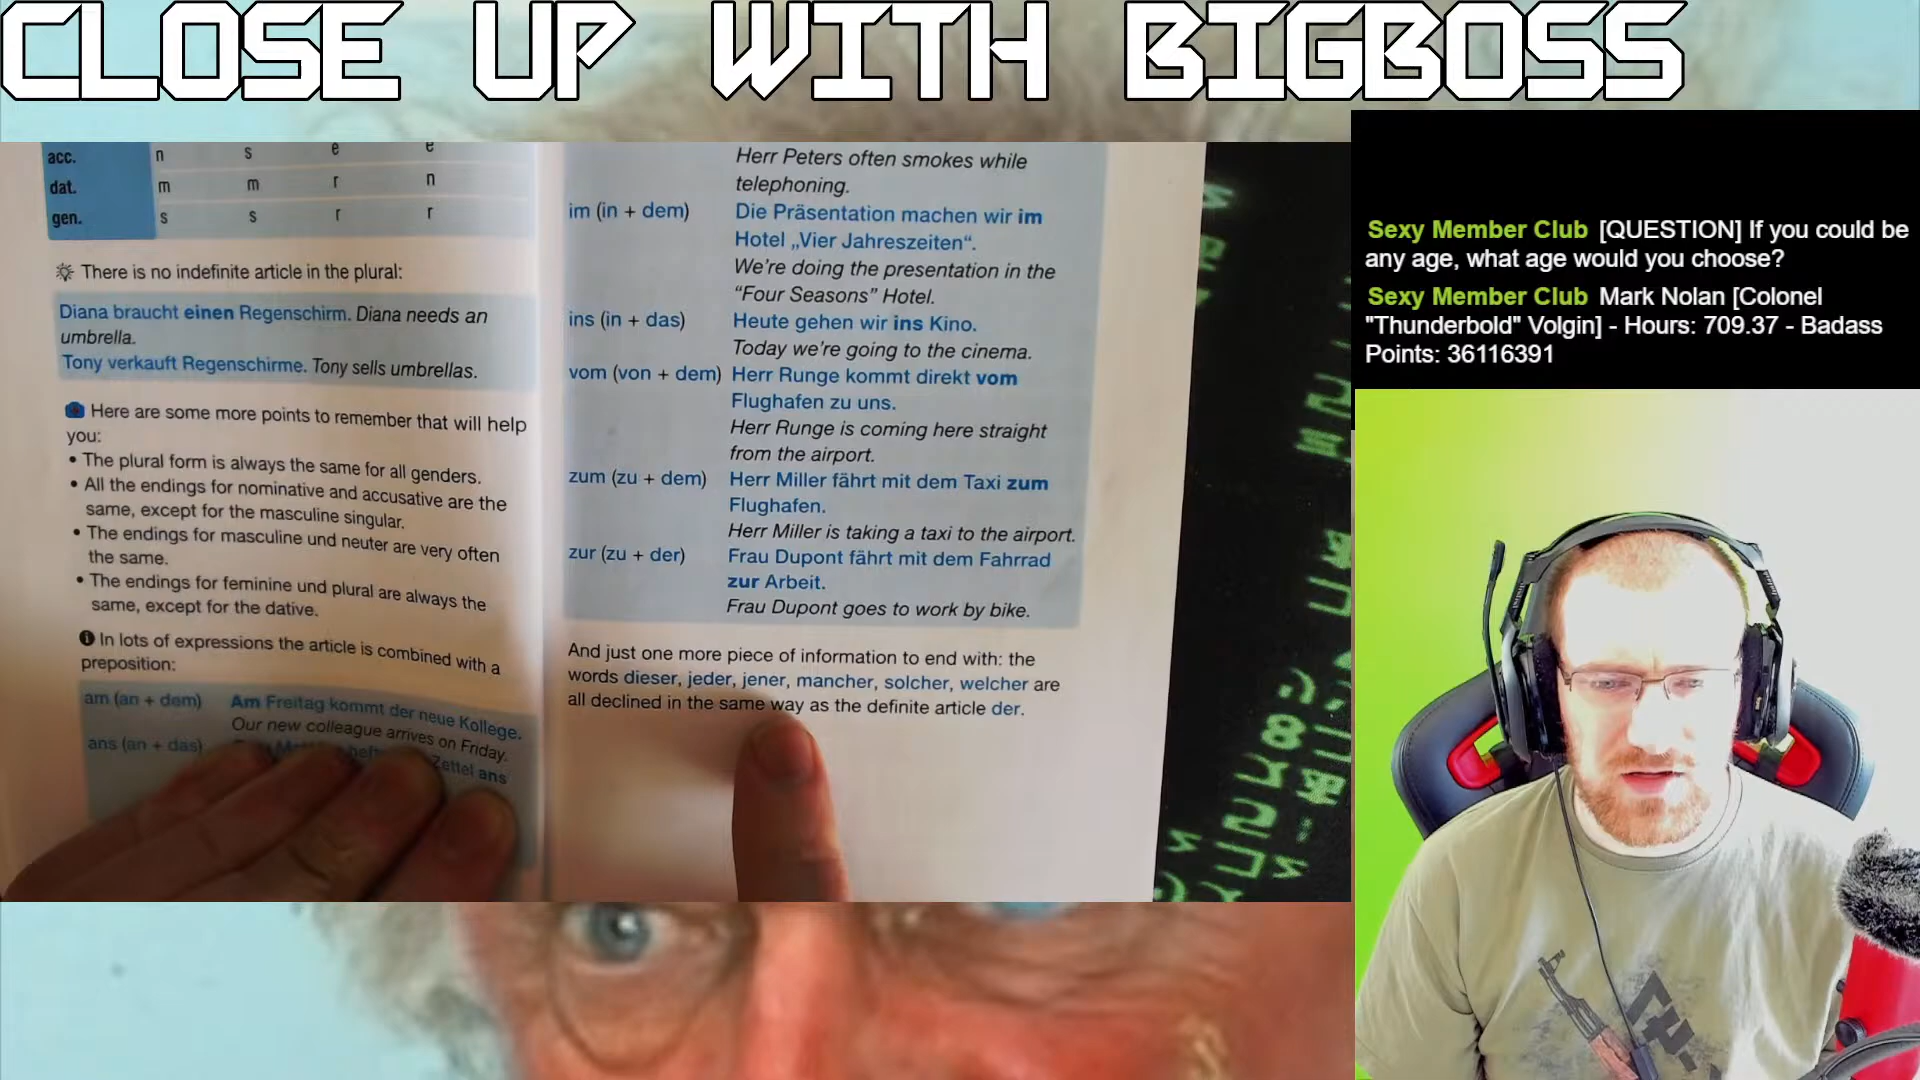 CLOSE UP WITH BIGBOSS
acc. n s e e
dat. m m r n
gen. s s r r
There is no indefinite article in the plural:
Diana braucht einen Regenschirm. Diana needs an
umbrella.
Tony verkauft Regenschirme. Tony sells umbrellas.
Here are some more points to remember that will help
you:
• The plural form is always the same for all genders.
• All the endings for nominative and accusative are the
same, except for the masculine singular.
• The endings for masculine und neuter are very often
the same.
• The endings for feminine und plural are always the
same, except for the dative.
In lots of expressions the article is combined with a
preposition:
am (an + dem) Am Freitag kommt der neue Kollege.
Our new colleague arrives on Friday.
ans (an + das) Zettel ans
Herr Peters often smokes while
telephoning.
im (in + dem) Die Präsentation machen wir im
Hotel „Vier Jahreszeiten“.
We're doing the presentation in the
“Four Seasons” Hotel.
ins (in + das) Heute gehen wir ins Kino.
Today we're going to the cinema.
vom (von + dem) Herr Runge kommt direkt vom
Flughafen zu uns.
Herr Runge is coming here straight
from the airport.
zum (zu + dem) Herr Miller fährt mit dem Taxi zum
Flughafen.
Herr Miller is taking a taxi to the airport.
zur (zu + der) Frau Dupont fährt mit dem Fahrrad
zur Arbeit.
Frau Dupont goes to work by bike.
And just one more piece of information to end with: the
words dieser, jeder, jener, mancher, solcher, welcher are
all declined in the same way as the definite article der.
Sexy Member Club [QUESTION] If you could be
any age, what age would you choose?
Sexy Member Club Mark Nolan [Colonel
"Thunderbold" Volgin] - Hours: 709.37 - Badass
Points: 36116391